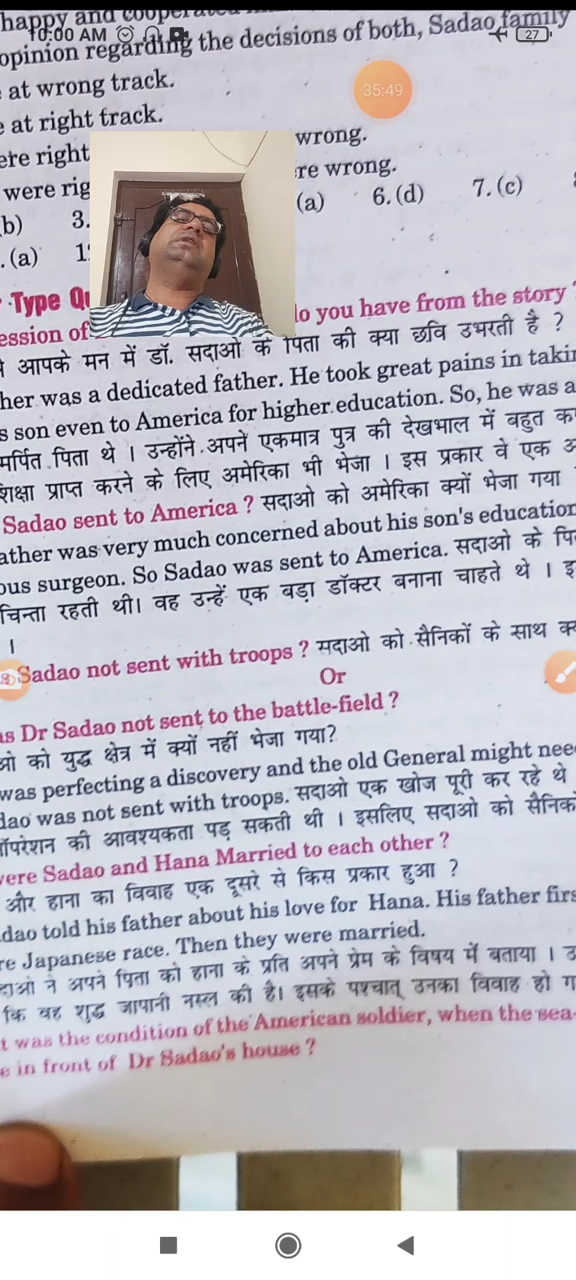 happy and cooperated
10:00 AM 27
opinion regarding the decisions of both, Sadao family
at wrong track.
35:49
at right track.
ere right wrong.
were rig re wrong.
b) 3. (a) 6. (d) 7. (c)
. (a) 1
Type Qu
ession of do you have from the story ?
आपके मन में डॉ. सदाओ के पिता की क्या छवि उभरती है ?
her was a dedicated father. He took great pains in takin
s son even to America for higher education. So, he was a
मर्पित पिता थे । उन्होंने अपने एकमात्र पुत्र की देखभाल में बहुत क
शिक्षा प्राप्त करने के लिए अमेरिका भी भेजा । इस प्रकार वे एक अ
Sadao sent to America ? सदाओ को अमेरिका क्यों भेजा गया
ather was very much concerned about his son's education
ous surgeon. So Sadao was sent to America. सदाओ के पि
चिन्ता रहती थी। वह उन्हें एक बड़ा डॉक्टर बनाना चाहते थे । इ
।
Sadao not sent with troops ? सदाओ को सैनिकों के साथ क्य
Or
as Dr Sadao not sent to the battle-field ?
ओ को युद्ध क्षेत्र में क्यों नहीं भेजा गया?
was perfecting a discovery and the old General might need
dao was not sent with troops. सदाओ एक खोज पूरी कर रहे थे
ऑपरेशन की आवश्यकता पड़ सकती थी । इसलिए सदाओ को सैनिको
were Sadao and Hana Married to each other ?
और हाना का विवाह एक दूसरे से किस प्रकार हुआ ?
dao told his father about his love for Hana. His father firs
re Japanese race. Then they were married.
दाओ ने अपने पिता को हाना के प्रति अपने प्रेम के विषय में बताया । उ
कि वह शुद्ध जापानी नस्ल की है। इसके पश्चात् उनका विवाह हो ग
t was the condition of the American soldier, when the sea-
e in front of Dr Sadao's house ?